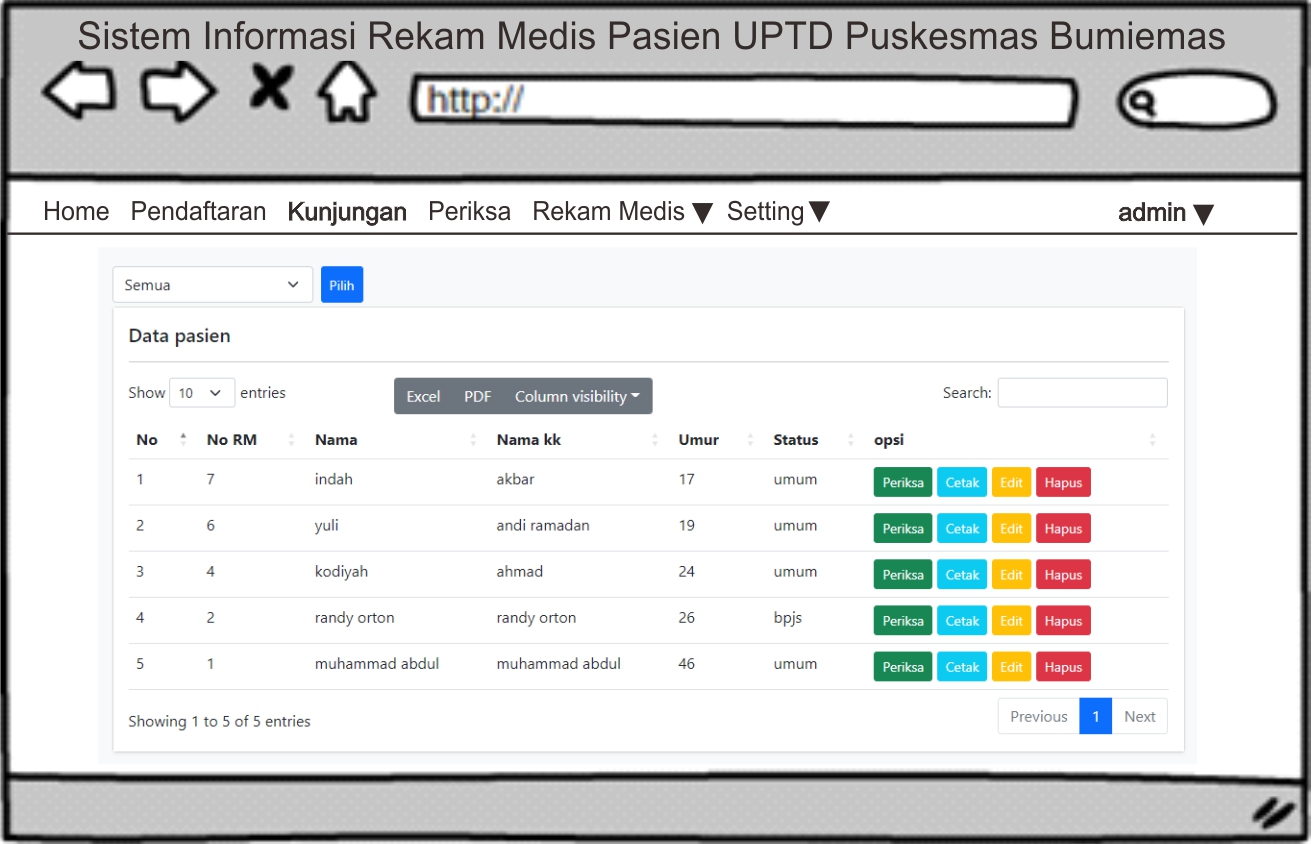 Sistem Informasi Rekam Medis Pasien UPTD Puskesmas Bumiemas
http://
Home Pendaftaran Kunjungan Periksa Rekam Medis ▼ Setting ▼ admin ▼
Semua Pilih
Data pasien
Show 10 entries Excel PDF Column visibility Search:
No No RM Nama Nama kk Umur Status opsi
1 7 indah akbar 17 umum Periksa Cetak Edit Hapus
2 6 yuli andi ramadan 19 umum Periksa Cetak Edit Hapus
3 4 kodiyah ahmad 24 umum Periksa Cetak Edit Hapus
4 2 randy orton randy orton 26 bpjs Periksa Cetak Edit Hapus
5 1 muhammad abdul muhammad abdul 46 umum Periksa Cetak Edit Hapus
Showing 1 to 5 of 5 entries Previous 1 Next